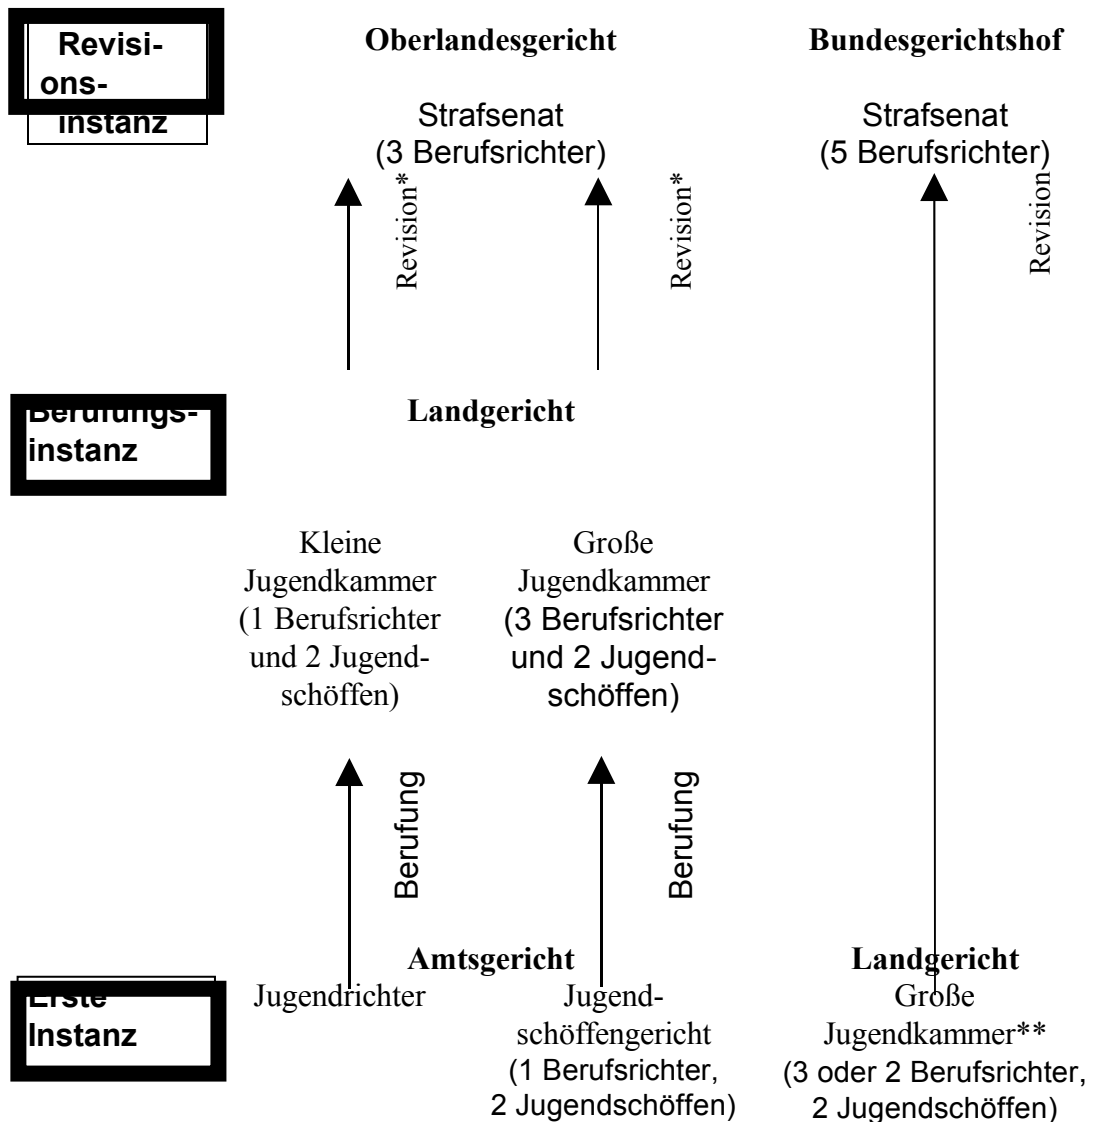 Revisi-
ons-
instanz
Oberlandesgericht
Bundesgerichtshof
Strafsenat
(3 Berufsrichter)
Strafsenat
(5 Berufsrichter)
Revision*
Revision*
Revision
Berufungs-
instanz
Landgericht
Kleine
Jugendkammer
(1 Berufsrichter
und 2 Jugend-
schöffen)
Große
Jugendkammer
(3 Berufsrichter
und 2 Jugend-
schöffen)
Berufung
Berufung
Erste
Instanz
Amtsgericht
Landgericht
Jugendrichter
Jugend-
schöffengericht
(1 Berufsrichter,
2 Jugendschöffen)
Große
Jugendkammer**
(3 oder 2 Berufsrichter,
2 Jugendschöffen)